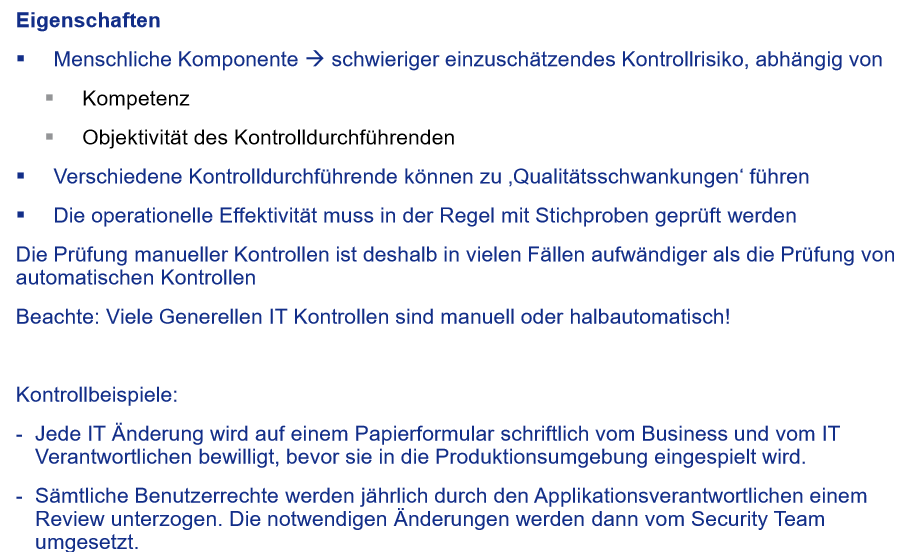 Eigenschaften
▪ Menschliche Komponente → schwieriger einzuschätzendes Kontrollrisiko, abhängig von
▪ Kompetenz
▪ Objektivität des Kontrolldurchführenden
▪ Verschiedene Kontrolldurchführende können zu ‚Qualitätsschwankungen‘ führen
▪ Die operationelle Effektivität muss in der Regel mit Stichproben geprüft werden
Die Prüfung manueller Kontrollen ist deshalb in vielen Fällen aufwändiger als die Prüfung von
automatischen Kontrollen
Beachte: Viele Generellen IT Kontrollen sind manuell oder halbautomatisch!
Kontrollbeispiele:
- Jede IT Änderung wird auf einem Papierformular schriftlich vom Business und vom IT
Verantwortlichen bewilligt, bevor sie in die Produktionsumgebung eingespielt wird.
- Sämtliche Benutzerrechte werden jährlich durch den Applikationsverantwortlichen einem
Review unterzogen. Die notwendigen Änderungen werden dann vom Security Team
umgesetzt.